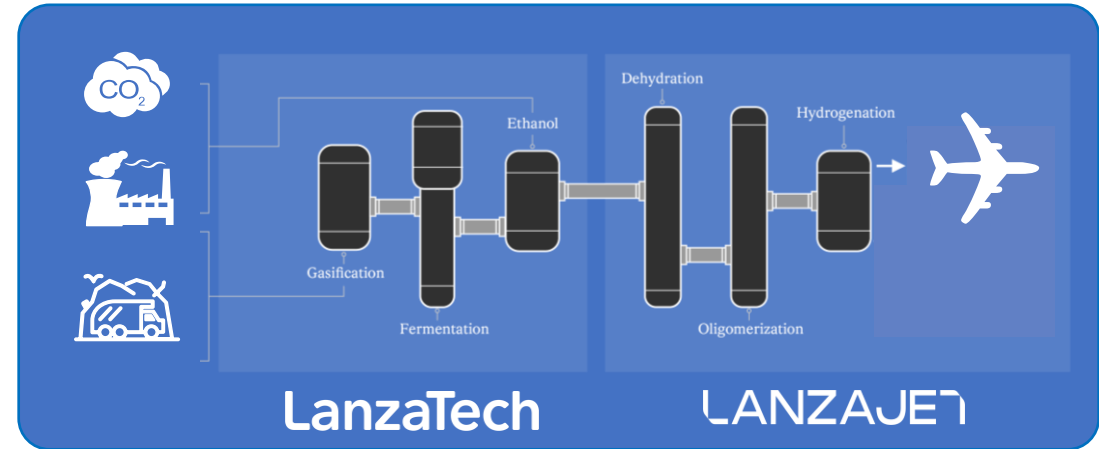 CO2
Dehydration
Ethanol
Hydrogenation
Gasification
Fermentation
Oligomerization
LanzaTech
LANZAJET